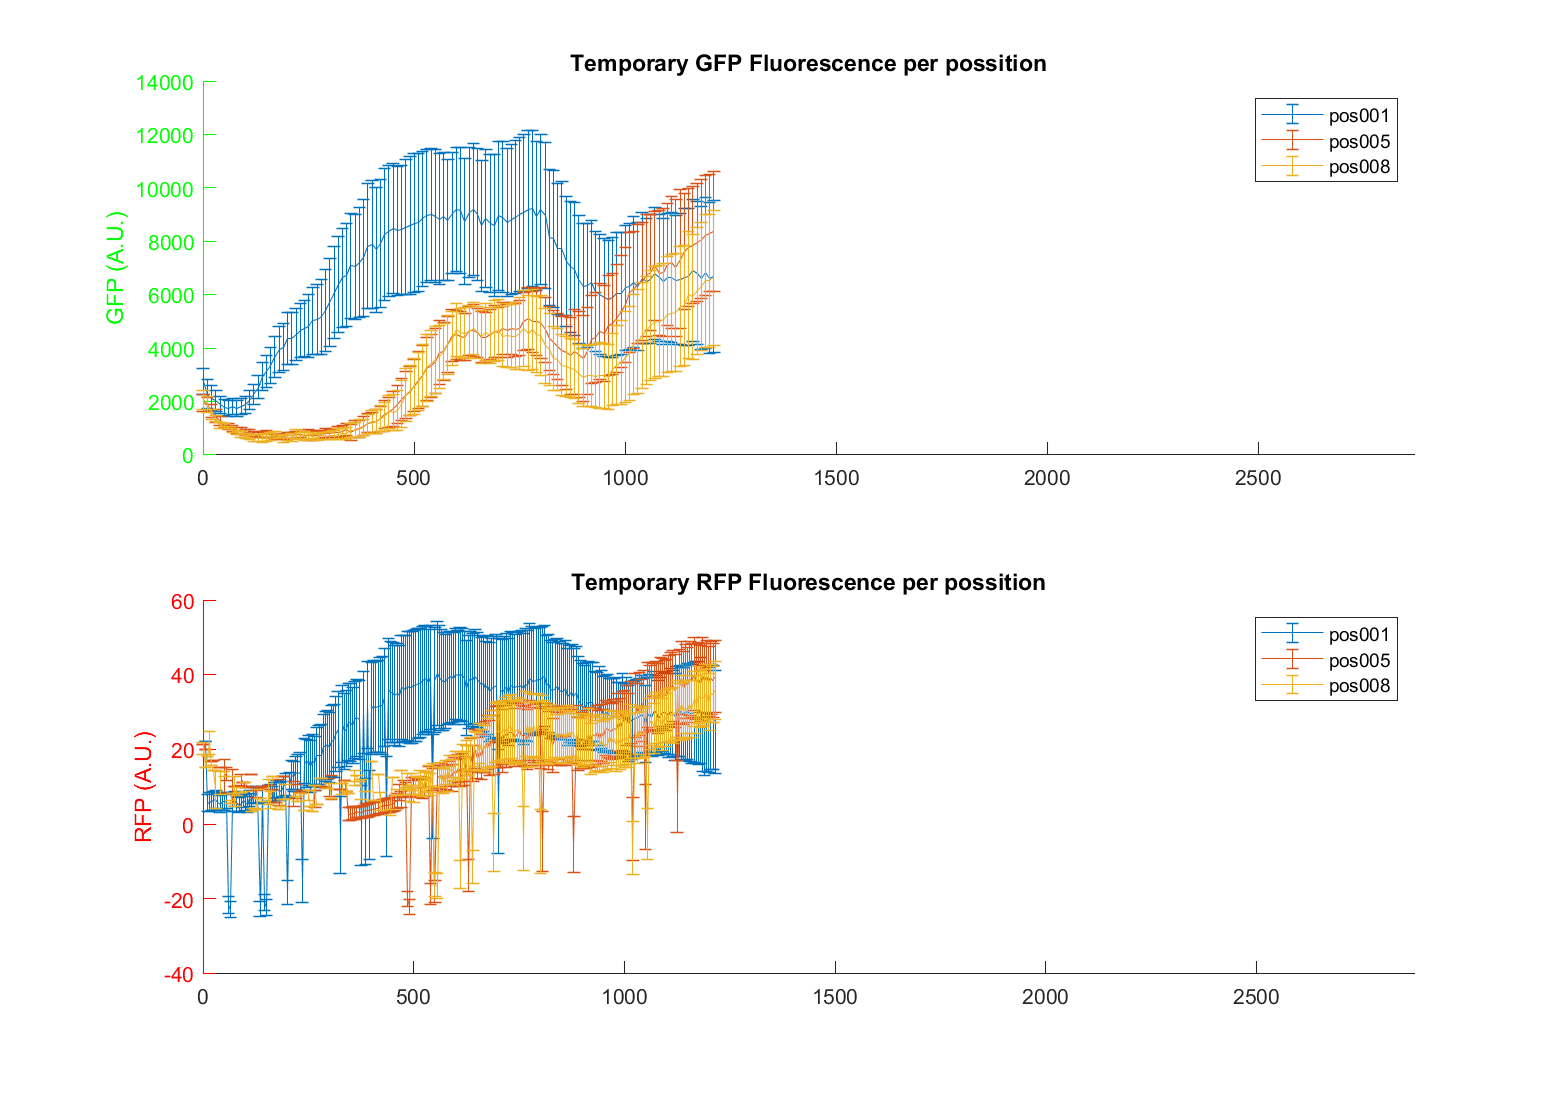 Temporary GFP Fluorescence per possition
14000
12000
10000
8000
6000
4000
2000
0
GFP (A.U.)
0 500 1000 1500 2000 2500
pos001
pos005
pos008
Temporary RFP Fluorescence per possition
60
40
20
0
-20
-40
RFP (A.U.)
0 500 1000 1500 2000 2500
pos001
pos005
pos008